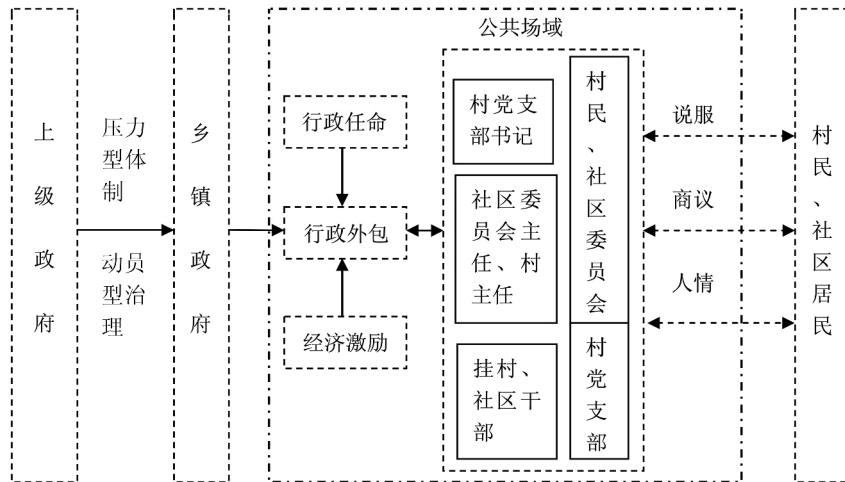 公共场域
上级政府
压力
型体
制
动员
型治
理
乡镇政府
行政任命
行政外包
经济激励
村党支
部书记
社区委
员会主
任、村
主任
挂村、
社区干
部
村民、社区委员会
村党支部
说服
商议
人情
村民、社区居民